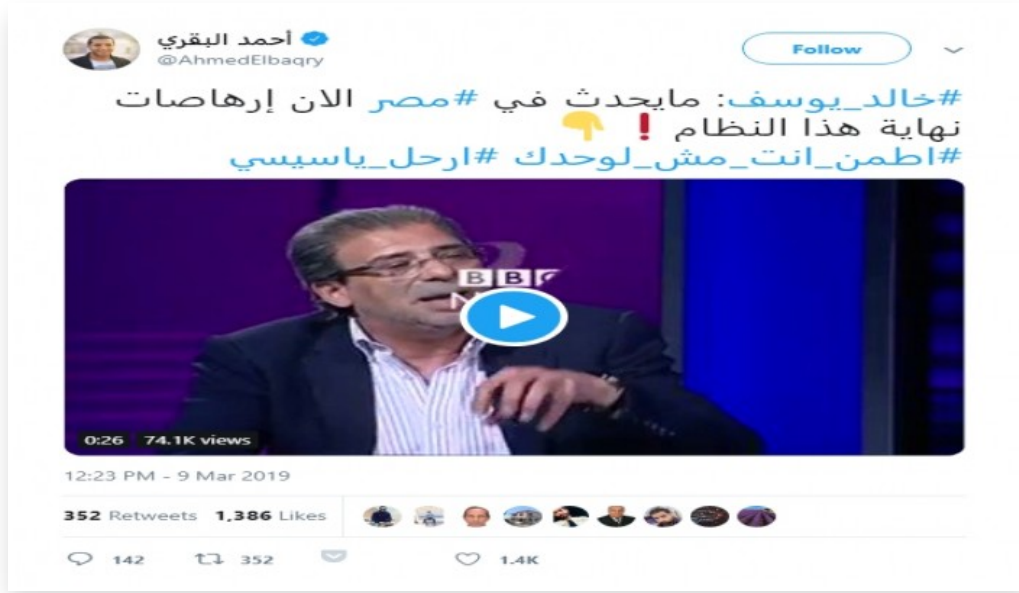 أحمد البقري
@AhmedElbaqry
Follow
#خالد_يوسف: مايحدث في #مصر الان إرهاصات
نهاية هذا النظام❗👇
#اطمن_انت_مش_لوحدك #ارحل_ياسيسي
BBC
0:26 74.1K views
12:23 PM - 9 Mar 2019
352 Retweets 1,386 Likes
142 352 1.4K